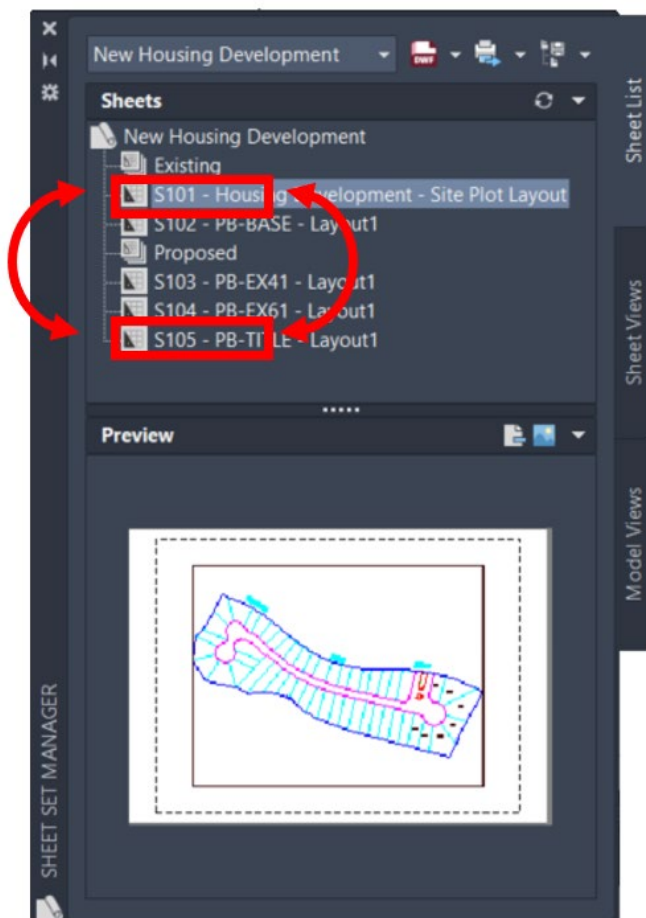 New Housing Development
DWF
Sheets
New Housing Development
Existing
S101 - Housing Development - Site Plot Layout
S102 - PB-BASE - Layout1
Proposed
S103 - PB-EX41 - Layout1
S104 - PB-EX61 - Layout1
S105 - PB-TITLE - Layout1
Preview
Sheet List
Sheet Views
Model Views
SHEET SET MANAGER